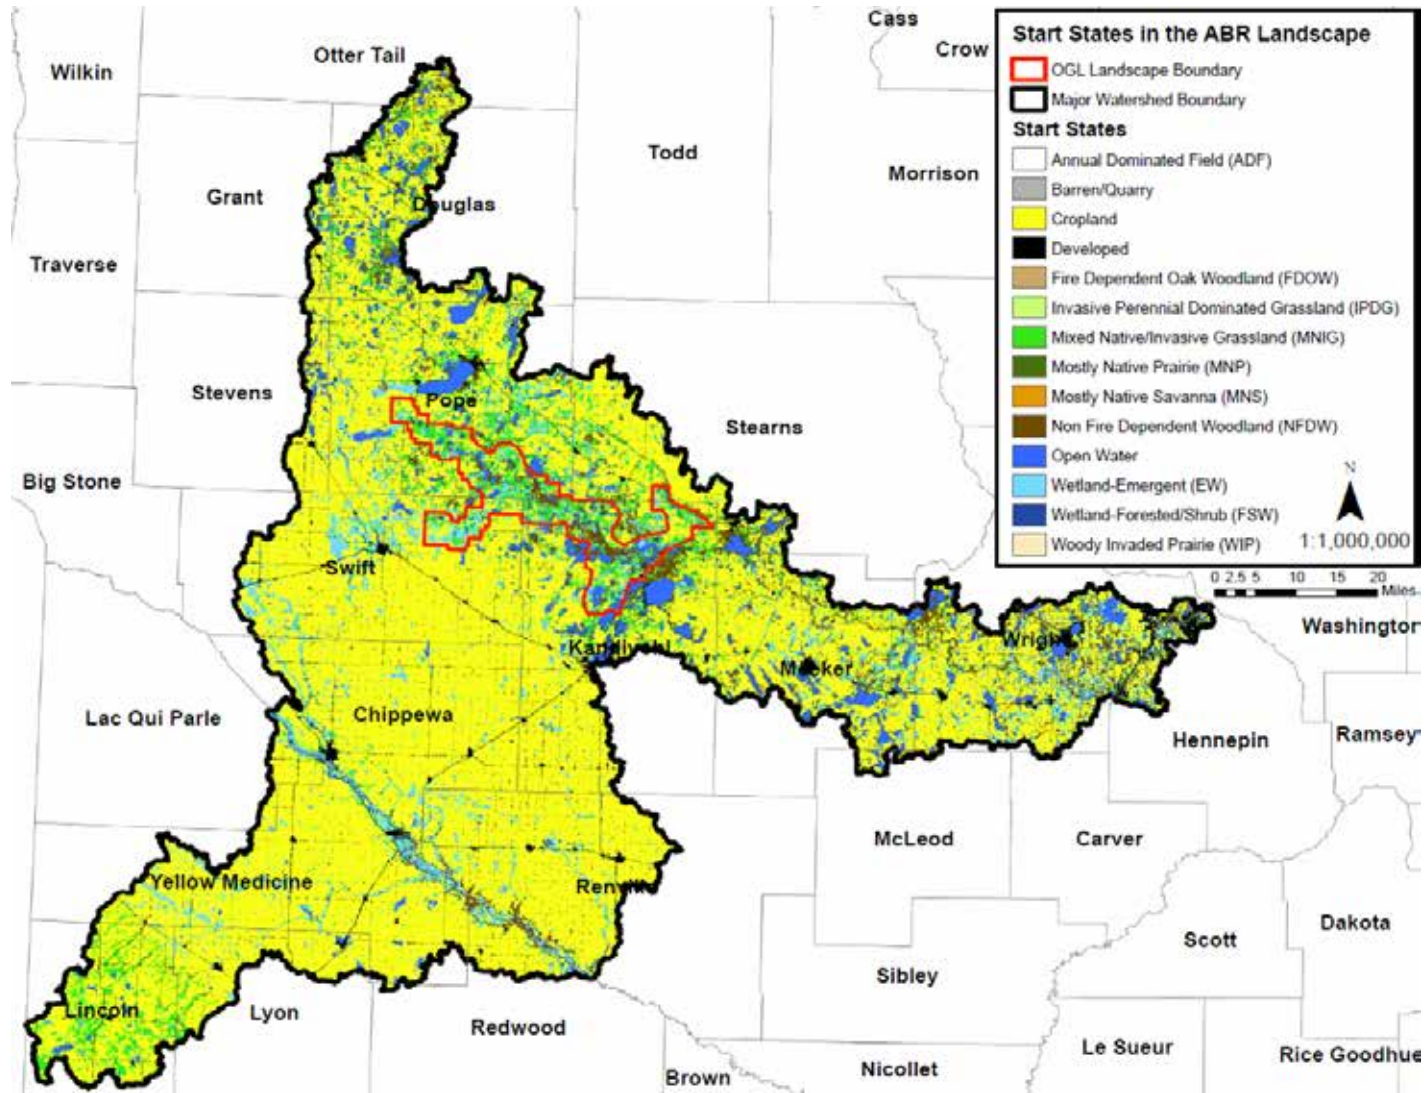 Cass
Crow
Otter Tail
Wilkin
Todd
Morrison
Grant
Douglas
Traverse
Stevens
Pope
Stearns
Big Stone
Swift
Kandiyohi
Meeker
Wright
Washington
Lac Qui Parle
Chippewa
Hennepin
Ramsey
McLeod
Carver
Yellow Medicine
Renville
Dakota
Scott
Sibley
Lincoln
Lyon
Redwood
Le Sueur
Rice Goodhue
Nicollet
Brown
Start States in the ABR Landscape
OGL Landscape Boundary
Major Watershed Boundary
Start States
Annual Dominated Field (ADF)
Barren/Quarry
Cropland
Developed
Fire Dependent Oak Woodland (FDOW)
Invasive Perennial Dominated Grassland (IPDG)
Mixed Native/Invasive Grassland (MNIG)
Mostly Native Prairie (MNP)
Mostly Native Savanna (MNS)
Non Fire Dependent Woodland (NFDW)
Open Water
Wetland-Emergent (EW)
Wetland-Forested/Shrub (FSW)
Woody Invaded Prairie (WIP)
N
1:1,000,000
0 2.5 5 10 15 20
Miles